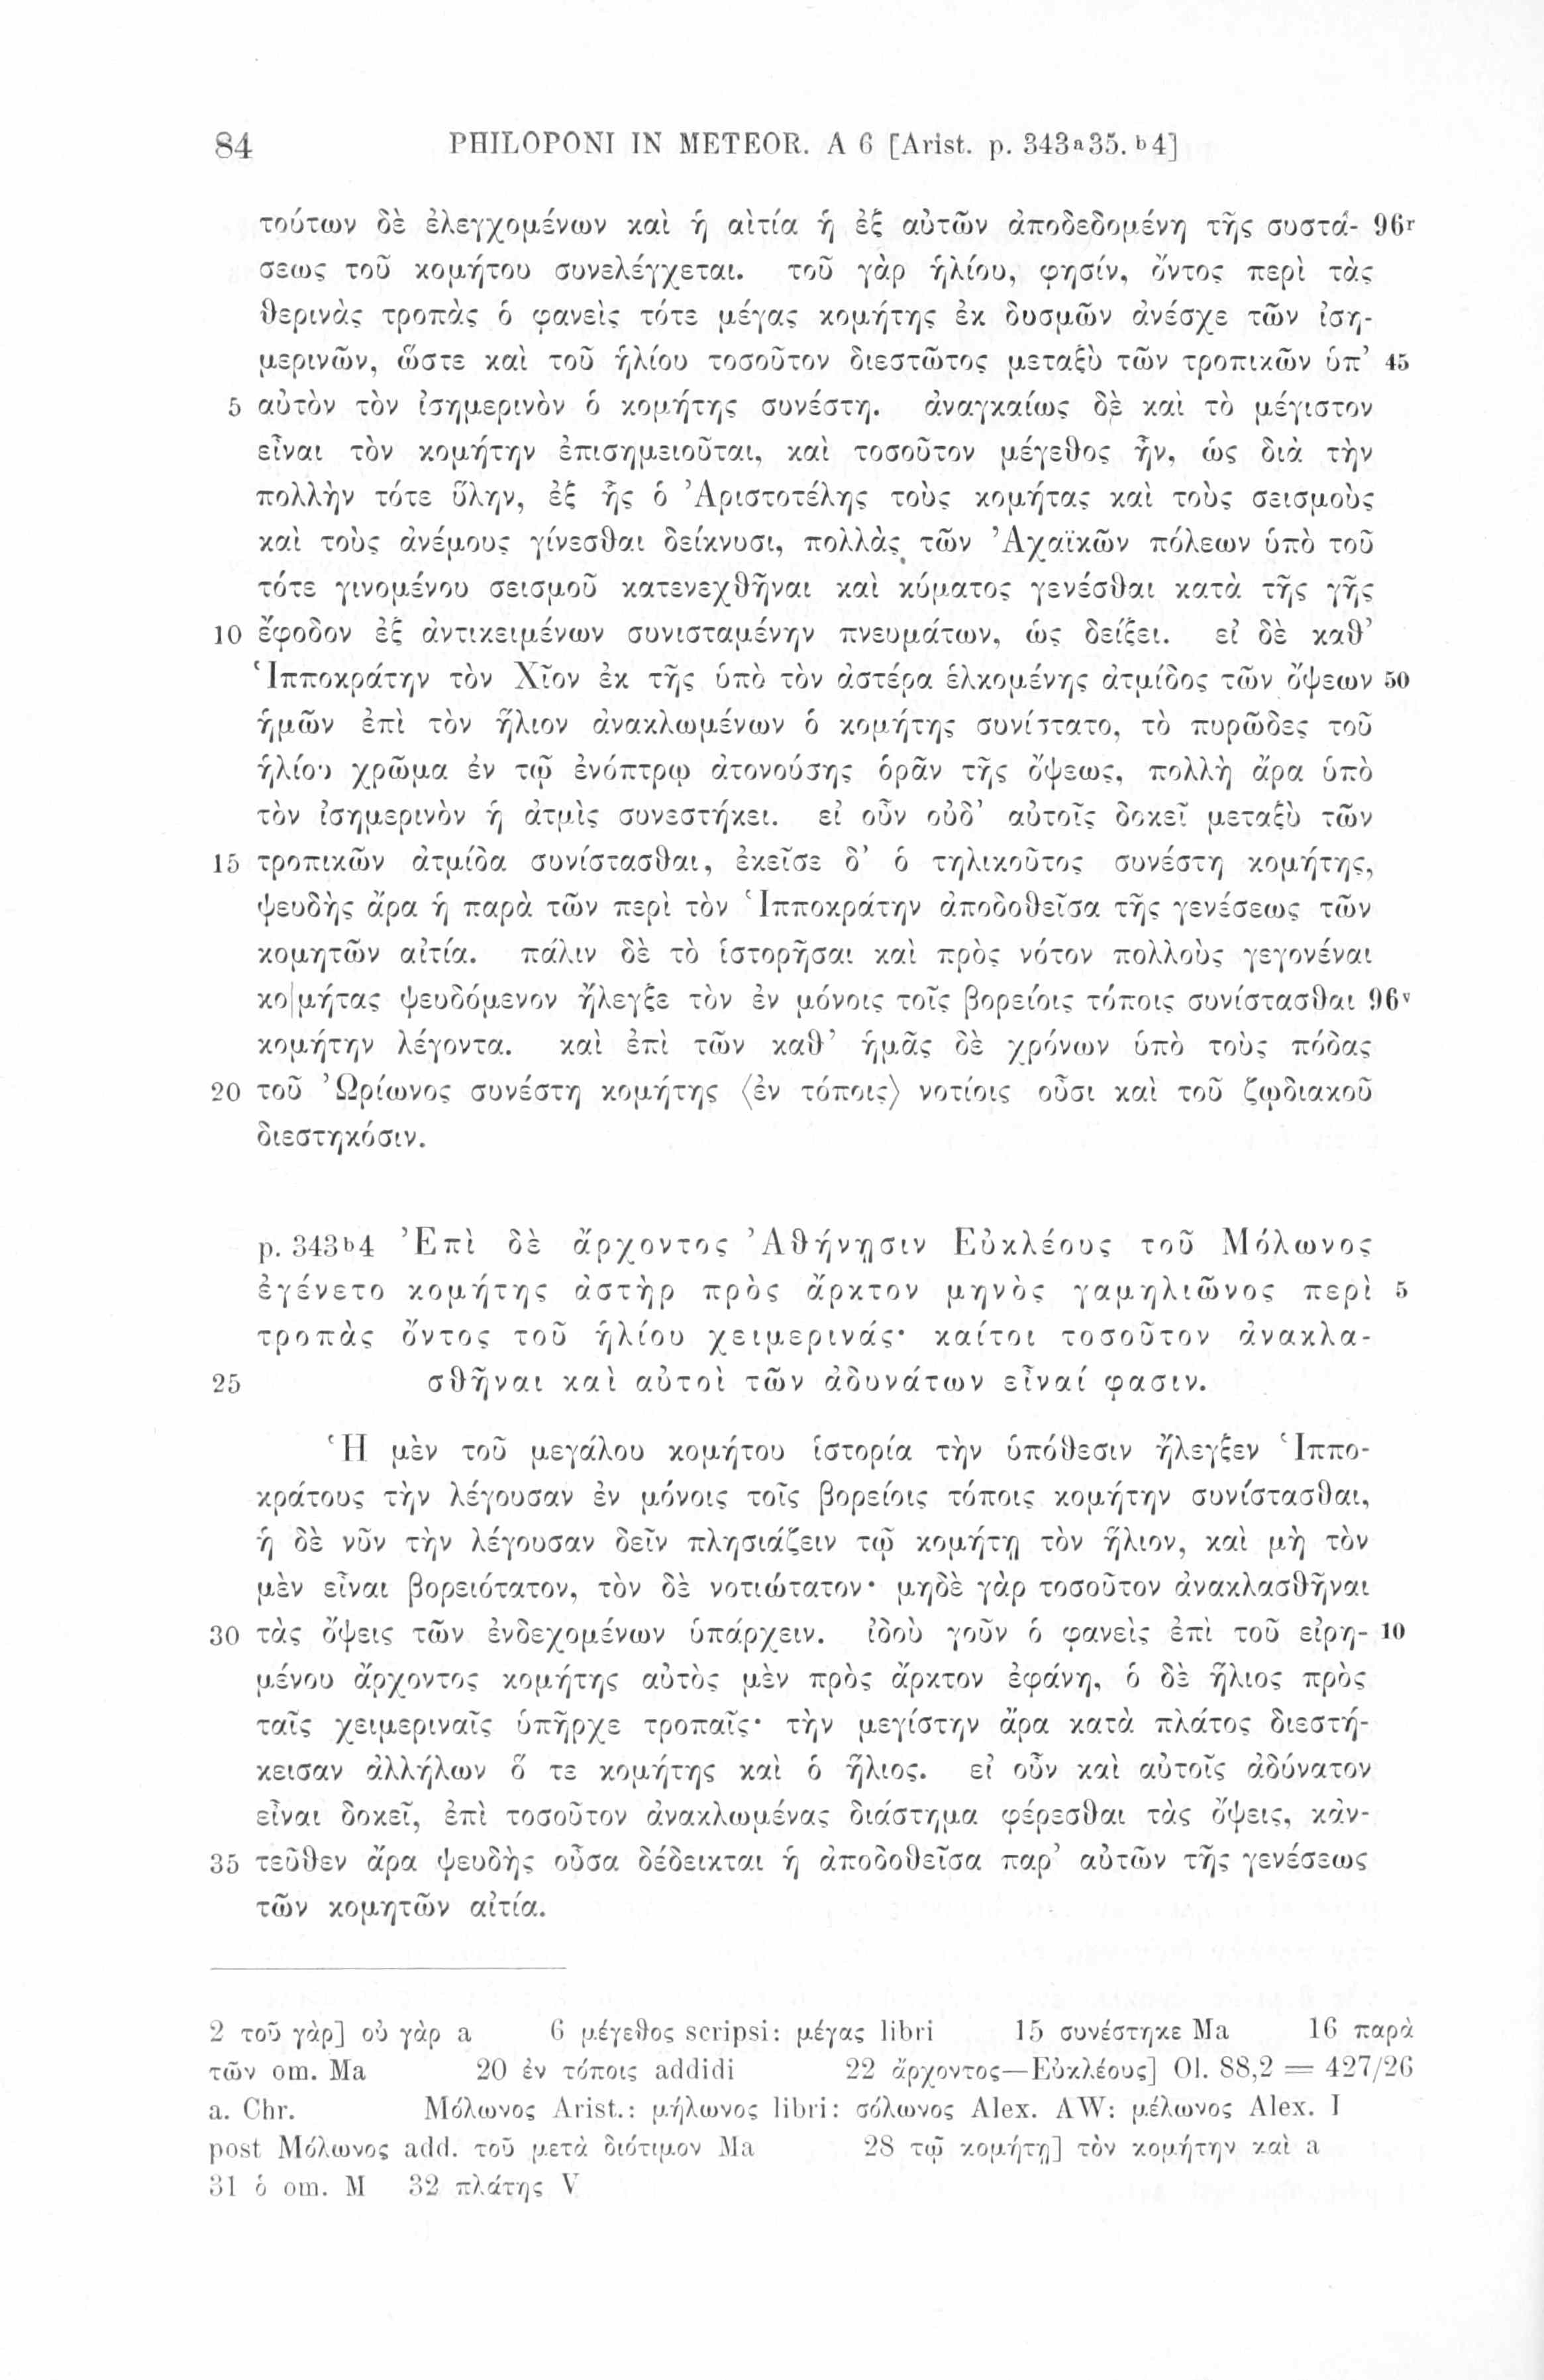 84 PHILOPONI IN METEOR. A 6 [Arist. p. 343a35. b4]
τούτων δὲ ἐλεγχομένων καὶ ἡ αἰτία ἡ ἐξ αὐτῶν ἀποδεδομένη τῆς συστά- 96r
σεως τοῦ κομήτου συνελέγχεται. τοῦ γὰρ ἡλίου, φησίν, ὄντος περὶ τὰς
θερινὰς τροπὰς ὁ φανεὶς τότε μέγας κομήτης ἐκ δυσμῶν ἀνέσχε τῶν ἰση-
μερινῶν, ὥστε καὶ τοῦ ἡλίου τοσοῦτον διεστῶτος μεταξὺ τῶν τροπικῶν ὑπ’ 45
5 αὐτὸν τὸν ἰσημερινὸν ὁ κομήτης συνέστη. ἀναγκαίως δὲ καὶ τὸ μέγιστον
εἶναι τὸν κομήτην ἐπισημειοῦται, καὶ τοσοῦτον μέγεθος ἦν, ὡς διὰ τὴν
πολλὴν τότε ὕλην, ἐξ ἧς ὁ Ἀριστοτέλης τοὺς κομήτας καὶ τοὺς σεισμοὺς
καὶ τοὺς ἀνέμους γίνεσθαι δείκνυσι, πολλὰς τῶν Ἀχαϊκῶν πόλεων ὑπὸ τοῦ
τότε γινομένου σεισμοῦ κατενεχθῆναι καὶ κύματος γενέσθαι κατὰ τῆς γῆς
10 ἔφοδον ἐξ ἀντικειμένων συνισταμένην πνευμάτων, ὡς δείξει. εἰ δὲ καθ’
Ἱπποκράτην τὸν Χῖον ἐκ τῆς ὑπὸ τὸν ἀστέρα ἑλκομένης ἀτμίδος τῶν ὄψεων 50
ἡμῶν ἐπὶ τὸν ἥλιον ἀνακλωμένων ὁ κομήτης συνίστατο, τὸ πυρῶδες τοῦ
ἡλίου χρῶμα ἐν τῷ ἐνόπτρῳ ἀτονούσης ὁρᾶν τῆς ὄψεως, πολλὴ ἄρα ὑπὸ
τὸν ἰσημερινὸν ἡ ἀτμὶς συνεστήκει. εἰ οὖν οὐδ’ αὐτοῖς δοκεῖ μεταξὺ τῶν
15 τροπικῶν ἀτμίδα συνίστασθαι, ἐκεῖσε δ’ ὁ τηλικοῦτος συνέστη κομήτης,
ψευδὴς ἄρα ἡ παρὰ τῶν περὶ τὸν Ἱπποκράτην ἀποδοθεῖσα τῆς γενέσεως τῶν
κομητῶν αἰτία. πάλιν δὲ τὸ ἱστορῆσαι καὶ πρὸς νότον πολλοὺς γεγονέναι
κο|μήτας ψευδόμενον ἤλεγξε τὸν ἐν μόνοις τοῖς βορείοις τόποις συνίστασθαι 96v
κομήτην λέγοντα. καὶ ἐπὶ τῶν καθ’ ἡμᾶς δὲ χρόνων ὑπὸ τοὺς πόδας
20 τοῦ Ὠρίωνος συνέστη κομήτης ⟨ἐν τόποις⟩ νοτίοις οὖσι καὶ τοῦ ζῳδιακοῦ
διεστηκόσιν.
p. 343b4 Ἐπὶ δὲ ἄρχοντος Ἀθήνῃσιν Εὐκλέους τοῦ Μόλωνος
ἐγένετο κομήτης ἀστὴρ πρὸς ἄρκτον μηνὸς γαμηλιῶνος περὶ 5
τροπὰς ὄντος τοῦ ἡλίου χειμερινάς· καίτοι τοσοῦτον ἀνακλα-
25 σθῆναι καὶ αὐτοὶ τῶν ἀδυνάτων εἶναί φασιν.
Ἡ μὲν τοῦ μεγάλου κομήτου ἱστορία τὴν ὑπόθεσιν ἤλεγξεν Ἱππο-
κράτους τὴν λέγουσαν ἐν μόνοις τοῖς βορείοις τόποις κομήτην συνίστασθαι,
ἡ δὲ νῦν τὴν λέγουσαν δεῖν πλησιάζειν τῷ κομήτῃ τὸν ἥλιον, καὶ μὴ τὸν
μὲν εἶναι βορειότατον, τὸν δὲ νοτιώτατον· μηδὲ γὰρ τοσοῦτον ἀνακλασθῆναι
30 τὰς ὄψεις τῶν ἐνδεχομένων ὑπάρχειν. ἰδοὺ γοῦν ὁ φανεὶς ἐπὶ τοῦ εἰρη- 10
μένου ἄρχοντος κομήτης αὐτὸς μὲν πρὸς ἄρκτον ἐφάνη, ὁ δὲ ἥλιος πρὸς
ταῖς χειμεριναῖς ὑπῆρχε τροπαῖς· τὴν μεγίστην ἄρα κατὰ πλάτος διεστή-
κεισαν ἀλλήλων ὅ τε κομήτης καὶ ὁ ἥλιος. εἰ οὖν καὶ αὐτοῖς ἀδύνατον
εἶναι δοκεῖ, ἐπὶ τοσοῦτον ἀνακλωμένας διάστημα φέρεσθαι τὰς ὄψεις, κἀν-
35 τεῦθεν ἄρα ψευδὴς οὖσα δέδεικται ἡ ἀποδοθεῖσα παρ’ αὐτῶν τῆς γενέσεως
τῶν κομητῶν αἰτία.
2 τοῦ γὰρ] οὐ γὰρ a 6 μέγεθος scripsi: μέγας libri 15 συνέστηκε Ma 16 παρὰ
τῶν om. Ma 20 ἐν τόποις addidi 22 ἄρχοντος—Εὐκλέους] Ol. 88,2 = 427/26
a. Chr. Μόλωνος Arist.: μήλωνος libri: σόλωνος Alex. AW: μέλωνος Alex. I
post Μόλωνος add. τοῦ μετὰ διότιμον Ma 28 τῷ κομήτῃ] τὸν κομήτην καὶ a
31 ὁ om. M 32 πλάτης V